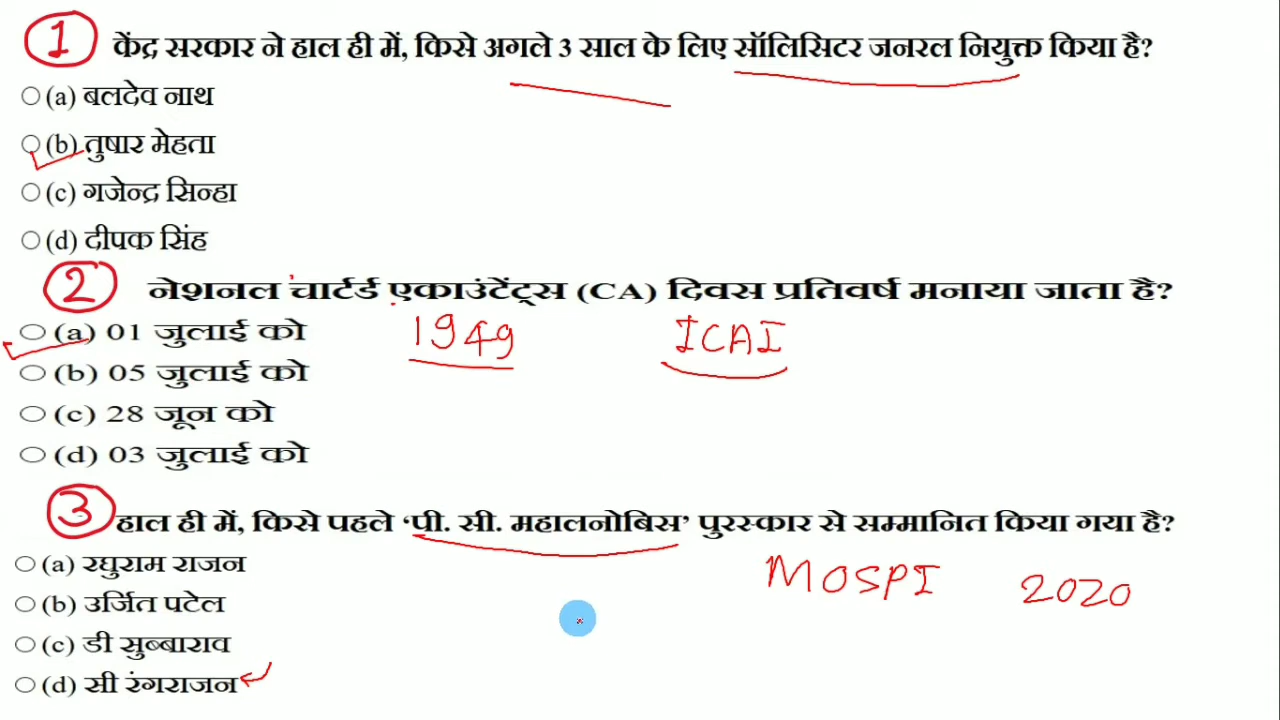 1 केंद्र सरकार ने हाल ही में, किसे अगले 3 साल के लिए सॉलिसिटर जनरल नियुक्त किया है?
(a) बलदेव नाथ
(b) तुषार मेहता
(c) गजेन्द्र सिन्हा
(d) दीपक सिंह
2 नेशनल चार्टर्ड एकाउंटेंट्स (CA) दिवस प्रतिवर्ष मनाया जाता है?
(a) 01 जुलाई को 1949 ICAI
(b) 05 जुलाई को
(c) 28 जून को
(d) 03 जुलाई को
3 हाल ही में, किसे पहले ‘पी. सी. महालनोबिस’ पुरस्कार से सम्मानित किया गया है?
(a) रघुराम राजन MOSPI 2020
(b) उर्जित पटेल
(c) डी सुब्बाराव
(d) सी रंगराजन